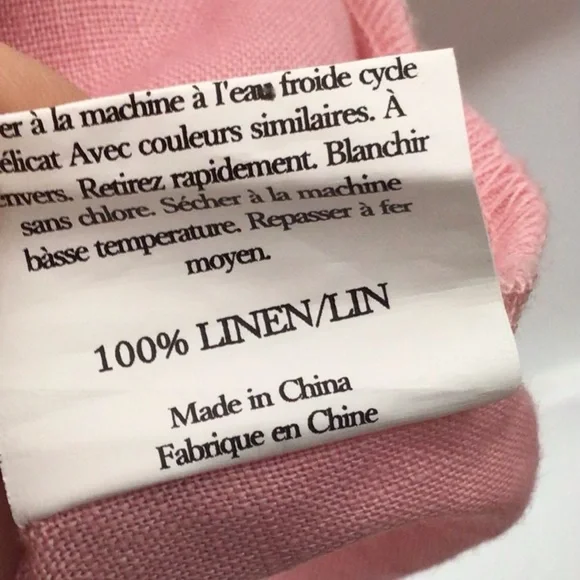 er à la machine à l'eau froide cycle
élicat Avec couleurs similaires. À
nvers. Retirez rapidement. Blanchir
sans chlore. Sécher à la machine
bàsse temperature. Repasser à fer
moyen.
100% LINEN/LIN
Made in China
Fabrique en Chine